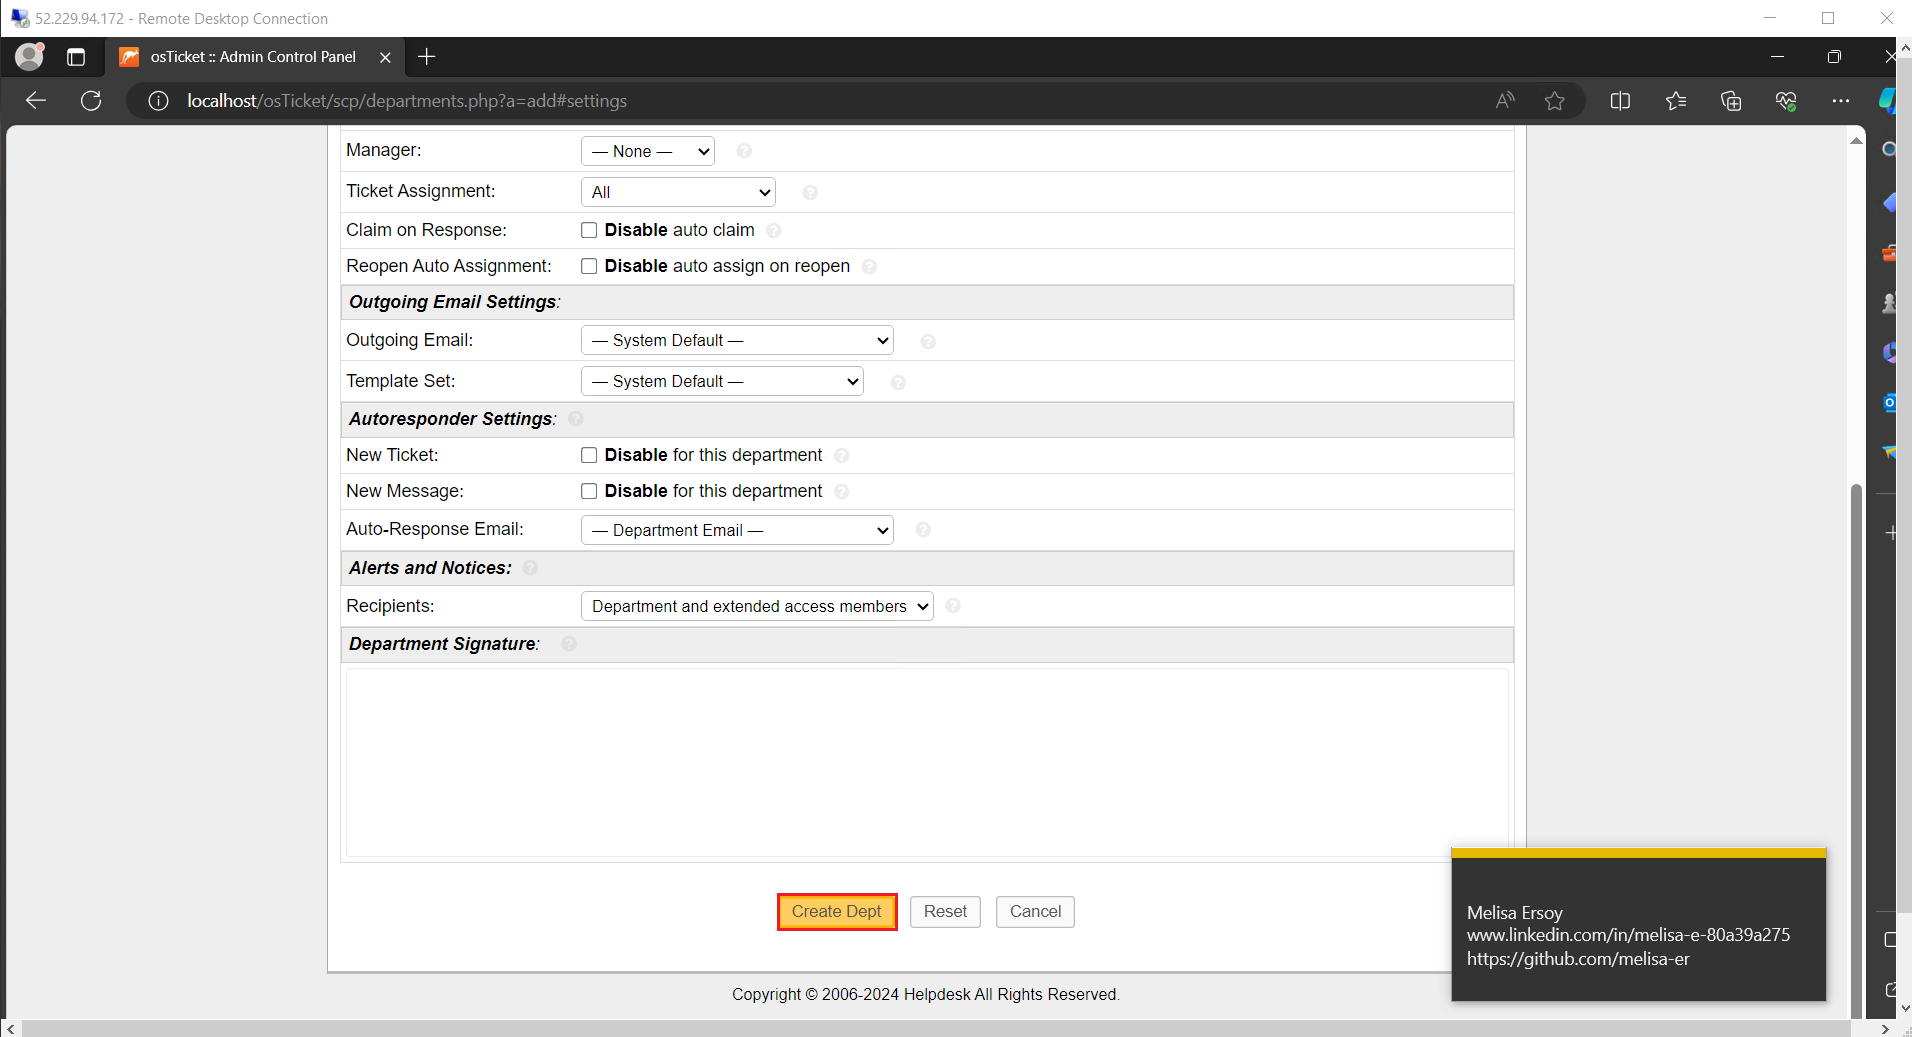 52.229.94.172 - Remote Desktop Connection
osTicket :: Admin Control Panel
localhost/osTicket/scp/departments.php?a=add#settings
Manager: — None —
Ticket Assignment: All
Claim on Response: Disable auto claim
Reopen Auto Assignment: Disable auto assign on reopen
Outgoing Email Settings:
Outgoing Email: — System Default —
Template Set: — System Default —
Autoresponder Settings:
New Ticket: Disable for this department
New Message: Disable for this department
Auto-Response Email: — Department Email —
Alerts and Notices:
Recipients: Department and extended access members
Department Signature:
Create Dept Reset Cancel
Melisa Ersoy
www.linkedin.com/in/melisa-e-80a39a275
https://github.com/melisa-er
Copyright © 2006-2024 Helpdesk All Rights Reserved.